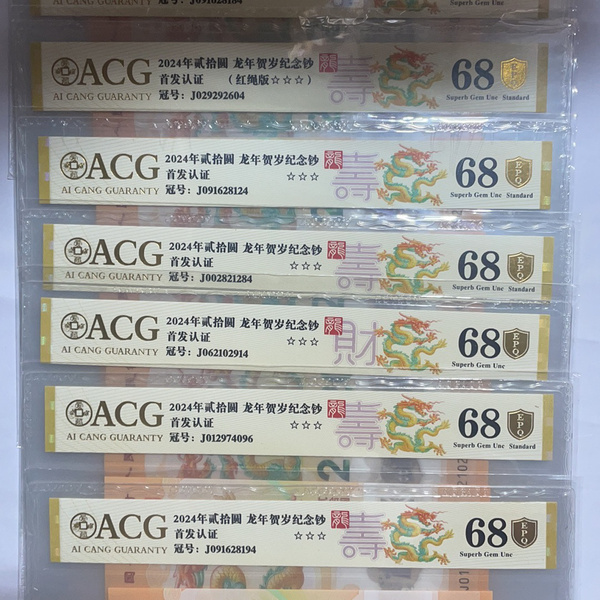 冠号: J091628184
ACG
AI CANG GUARANTY
2024年贰拾圆 龙年贺岁纪念钞
首发认证 (红绳版☆☆☆)
冠号: J029292604
龍
壽
68
EPQ
Superb Gem Unc Standard
ACG
AI CANG GUARANTY
2024年贰拾圆 龙年贺岁纪念钞
首发认证 ☆☆☆
冠号: J091628124
龍
壽
68
EPQ
Superb Gem Unc Standard
ACG
AI CANG GUARANTY
2024年贰拾圆 龙年贺岁纪念钞
首发认证 ☆☆☆
冠号: J002821284
龍
壽
68
EPQ
Superb Gem Unc Standard
ACG
AI CANG GUARANTY
2024年贰拾圆 龙年贺岁纪念钞
首发认证 ☆☆☆
冠号: J062102914
龍
財
68
EPQ
Superb Gem Unc
ACG
AI CANG GUARANTY
2024年贰拾圆 龙年贺岁纪念钞
首发认证 ☆☆☆
冠号: J012974096
龍
壽
68
EPQ
Superb Gem Unc Standard
ACG
AI CANG GUARANTY
2024年贰拾圆 龙年贺岁纪念钞
首发认证 ☆☆☆
冠号: J091628194
龍
壽
68
EPQ
Superb Gem Unc